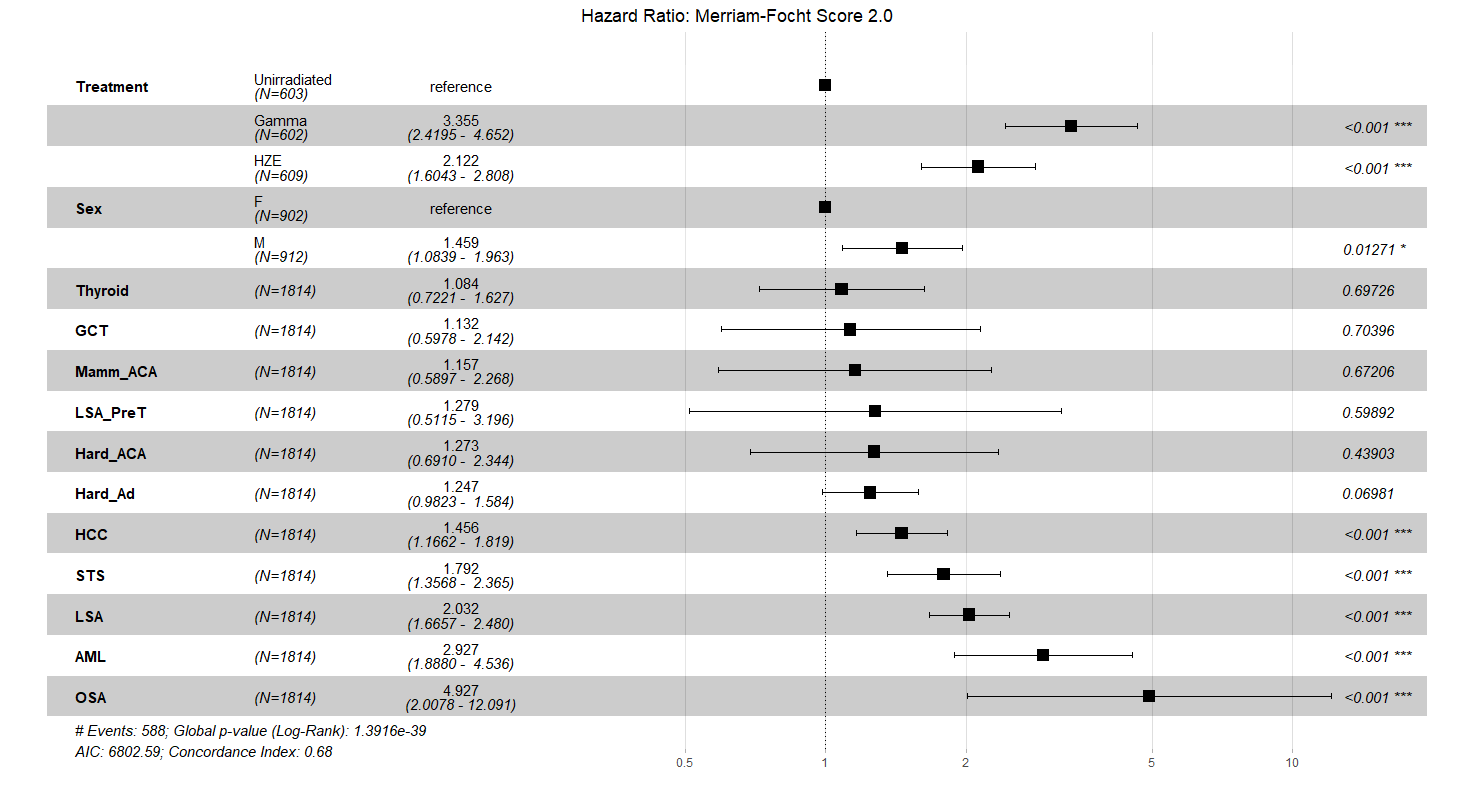 Hazard Ratio: Merriam-Focht Score 2.0
Treatment Unirradiated reference
(N=603)
Gamma 3.355
(N=602) (2.4195 - 4.652) <0.001 ***
HZE 2.122
(N=609) (1.6043 - 2.808) <0.001 ***
Sex F reference
(N=902)
M 1.459
(N=912) (1.0839 - 1.963) 0.01271 *
Thyroid (N=1814) 1.084 0.69726
(0.7221 - 1.627)
GCT (N=1814) 1.132 0.70396
(0.5978 - 2.142)
Mamm_ACA (N=1814) 1.157 0.67206
(0.5897 - 2.268)
LSA_PreT (N=1814) 1.279 0.59892
(0.5115 - 3.196)
Hard_ACA (N=1814) 1.273 0.43903
(0.6910 - 2.344)
Hard_Ad (N=1814) 1.247 0.06981
(0.9823 - 1.584)
HCC (N=1814) 1.456 <0.001 ***
(1.1662 - 1.819)
STS (N=1814) 1.792 <0.001 ***
(1.3568 - 2.365)
LSA (N=1814) 2.032 <0.001 ***
(1.6657 - 2.480)
AML (N=1814) 2.927 <0.001 ***
(1.8880 - 4.536)
OSA (N=1814) 4.927 <0.001 ***
(2.0078 - 12.091)
# Events: 588; Global p-value (Log-Rank): 1.3916e-39
AIC: 6802.59; Concordance Index: 0.68
0.5 1 2 5 10